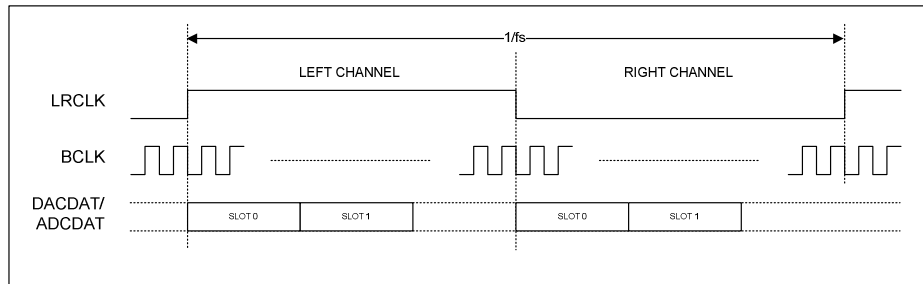 1/fs
LEFT CHANNEL RIGHT CHANNEL
LRCLK
BCLK
DACDAT/
ADCDAT
SLOT 0 SLOT 1 SLOT 0 SLOT 1